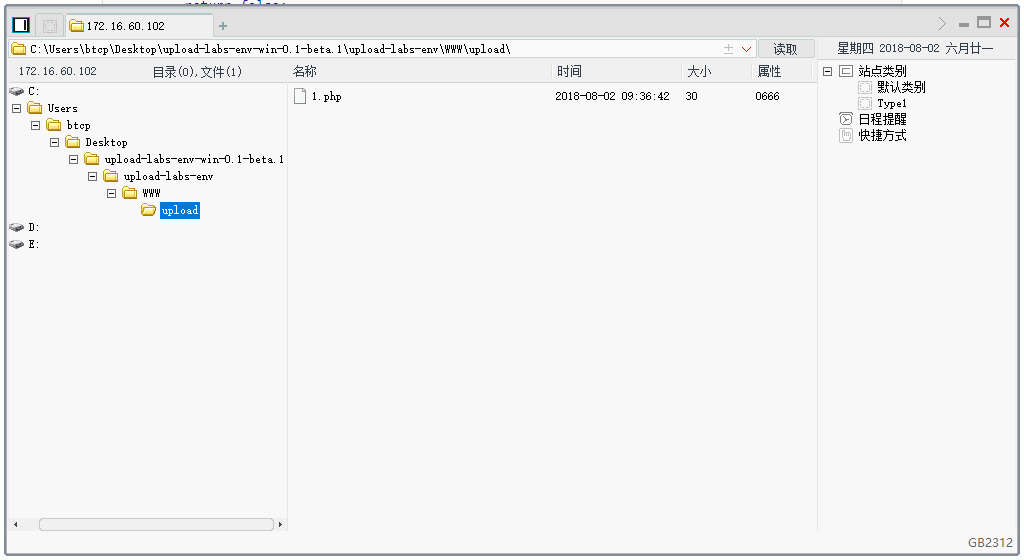 return false;
172.16.60.102
C:\Users\btcp\Desktop\upload-labs-env-win-0.1-beta.1\upload-labs-env\WWW\upload\
读取
星期四 2018-08-02 六月廿一
172.16.60.102 目录(0),文件(1)
名称 时间 大小 属性
C:
Users
btcp
Desktop
upload-labs-env-win-0.1-beta.1
upload-labs-env
WWW
upload
D:
E:
1.php 2018-08-02 09:36:42 30 0666
站点类别
默认类别
Type1
日程提醒
快捷方式
GB2312